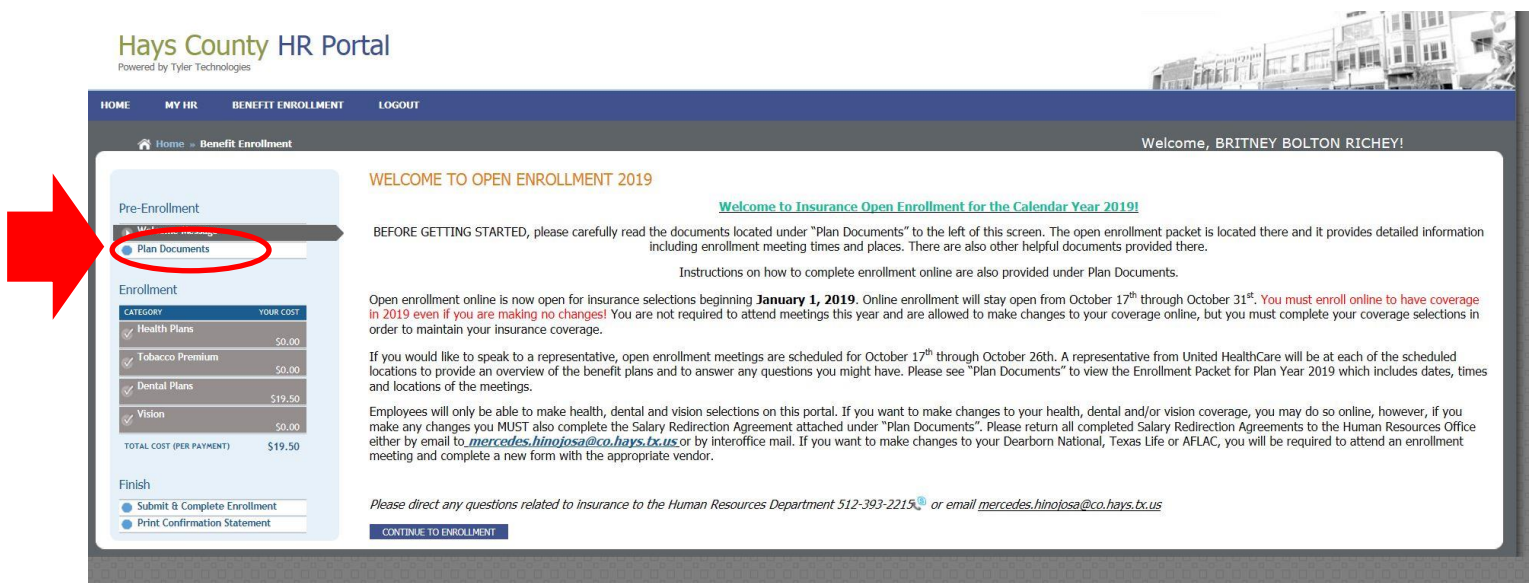 Hays County HR Portal
Powered by Tyler Technologies
HOME MY HR BENEFIT ENROLLMENT LOGOUT
Home » Benefit Enrollment
Welcome, BRITNEY BOLTON RICHEY!
Pre-Enrollment
Welcome Message
Plan Documents
Enrollment
CATEGORY YOUR COST
Health Plans
$0.00
Tobacco Premium
$0.00
Dental Plans
$19.50
Vision
$0.00
TOTAL COST (PER PAYMENT) $19.50
Finish
Submit & Complete Enrollment
Print Confirmation Statement
WELCOME TO OPEN ENROLLMENT 2019
Welcome to Insurance Open Enrollment for the Calendar Year 2019!
BEFORE GETTING STARTED, please carefully read the documents located under "Plan Documents" to the left of this screen. The open enrollment packet is located there and it provides detailed information
including enrollment meeting times and places. There are also other helpful documents provided there.
Instructions on how to complete enrollment online are also provided under Plan Documents.
Open enrollment online is now open for insurance selections beginning January 1, 2019. Online enrollment will stay open from October 17th through October 31st. You must enroll online to have coverage
in 2019 even if you are making no changes! You are not required to attend meetings this year and are allowed to make changes to your coverage online, but you must complete your coverage selections in
order to maintain your insurance coverage.
If you would like to speak to a representative, open enrollment meetings are scheduled for October 17th through October 26th. A representative from United HealthCare will be at each of the scheduled
locations to provide an overview of the benefit plans and to answer any questions you might have. Please see "Plan Documents" to view the Enrollment Packet for Plan Year 2019 which includes dates, times
and locations of the meetings.
Employees will only be able to make health, dental and vision selections on this portal. If you want to make changes to your health, dental and/or vision coverage, you may do so online, however, if you
make any changes you MUST also complete the Salary Redirection Agreement attached under "Plan Documents". Please return all completed Salary Redirection Agreements to the Human Resources Office
either by email to mercedes.hinojosa@co.hays.tx.us or by interoffice mail. If you want to make changes to your Dearborn National, Texas Life or AFLAC, you will be required to attend an enrollment
meeting and complete a new form with the appropriate vendor.
Please direct any questions related to insurance to the Human Resources Department 512-393-2215 or email mercedes.hinojosa@co.hays.tx.us
CONTINUE TO ENROLLMENT